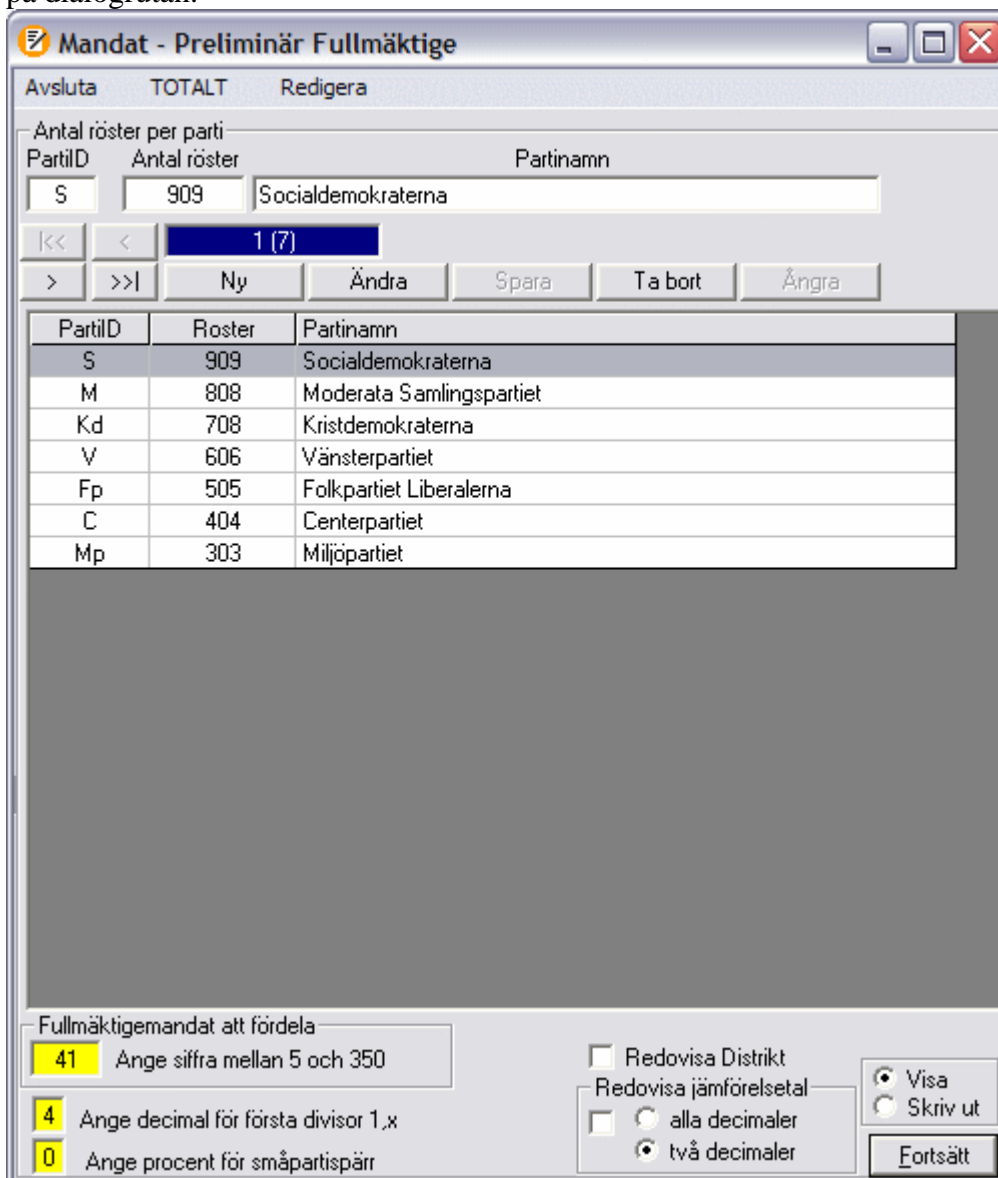 på dialogrutan.
Mandat - Preliminär Fullmäktige
Avsluta TOTALT Redigera
Antal röster per parti
PartiID Antal röster Partinamn
S 909 Socialdemokraterna
|<< < 1 (7)
> >>| Ny Ändra Spara Ta bort Ångra
PartiID Roster Partinamn
S 909 Socialdemokraterna
M 808 Moderata Samlingspartiet
Kd 708 Kristdemokraterna
V 606 Vänsterpartiet
Fp 505 Folkpartiet Liberalerna
C 404 Centerpartiet
Mp 303 Miljöpartiet
Fullmäktigemandat att fördela
41 Ange siffra mellan 5 och 350
4 Ange decimal för första divisor 1,x
0 Ange procent för småpartispärr
Redovisa Distrikt
Redovisa jämförelsetal
alla decimaler
två decimaler
Visa
Skriv ut
Fortsätt